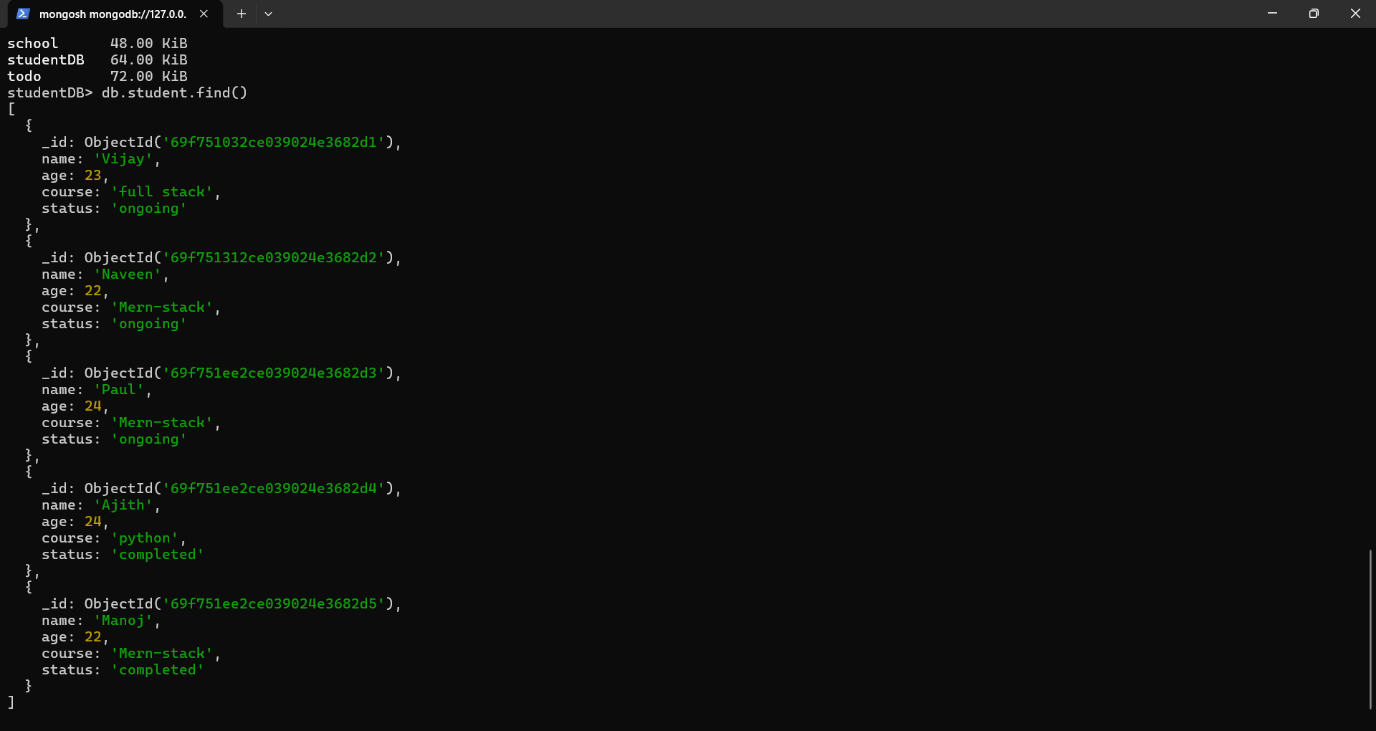 mongosh mongodb://127.0.0.
school      48.00 KiB
studentDB   64.00 KiB
todo        72.00 KiB
studentDB> db.student.find()
[
  {
    _id: ObjectId('69f751032ce039024e3682d1'),
    name: 'Vijay',
    age: 23,
    course: 'full stack',
    status: 'ongoing'
  },
  {
    _id: ObjectId('69f751312ce039024e3682d2'),
    name: 'Naveen',
    age: 22,
    course: 'Mern-stack',
    status: 'ongoing'
  },
  {
    _id: ObjectId('69f751ee2ce039024e3682d3'),
    name: 'Paul',
    age: 24,
    course: 'Mern-stack',
    status: 'ongoing'
  },
  {
    _id: ObjectId('69f751ee2ce039024e3682d4'),
    name: 'Ajith',
    age: 24,
    course: 'python',
    status: 'completed'
  },
  {
    _id: ObjectId('69f751ee2ce039024e3682d5'),
    name: 'Manoj',
    age: 22,
    course: 'Mern-stack',
    status: 'completed'
  }
]